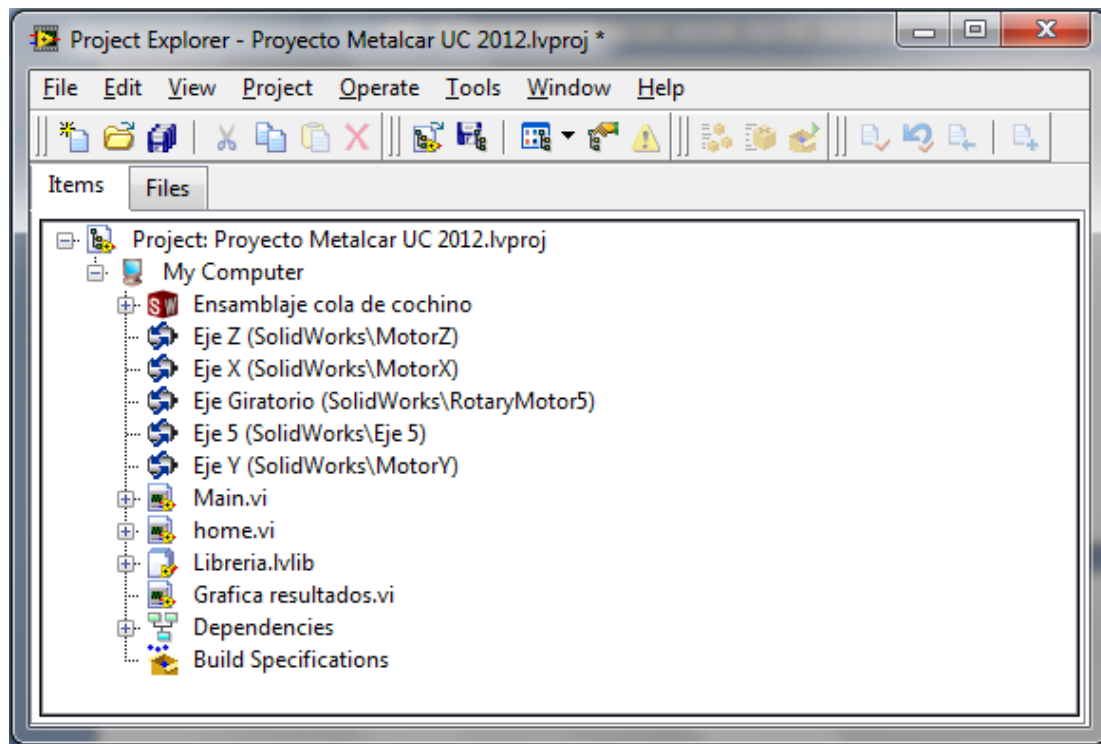 Project Explorer - Proyecto Metalcar UC 2012.lvproj *
File Edit View Project Operate Tools Window Help
Items Files
Project: Proyecto Metalcar UC 2012.lvproj
My Computer
SW Ensamblaje cola de cochino
Eje Z (SolidWorks\MotorZ)
Eje X (SolidWorks\MotorX)
Eje Giratorio (SolidWorks\RotaryMotor5)
Eje 5 (SolidWorks\Eje 5)
Eje Y (SolidWorks\MotorY)
Main.vi
home.vi
Libreria.lvlib
Grafica resultados.vi
Dependencies
Build Specifications